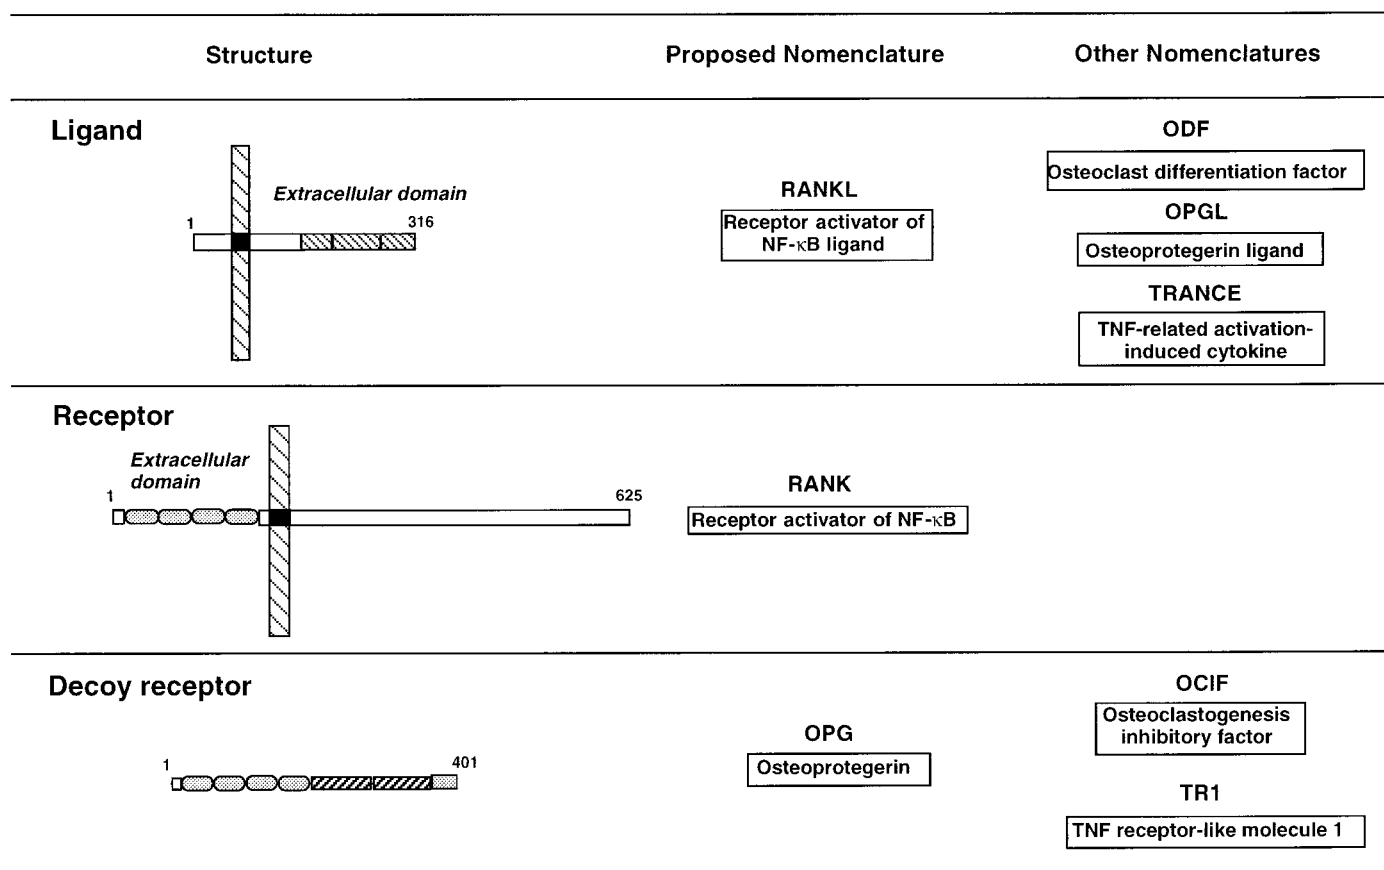 Structure
Proposed Nomenclature
Other Nomenclatures
Ligand
Extracellular domain
1
316
RANKL
Receptor activator of
NF-κB ligand
ODF
Osteoclast differentiation factor
OPGL
Osteoprotegerin ligand
TRANCE
TNF-related activation-
induced cytokine
Receptor
Extracellular
domain
1
625
RANK
Receptor activator of NF-κB
Decoy receptor
1
401
OPG
Osteoprotegerin
OCIF
Osteoclastogenesis
inhibitory factor
TR1
TNF receptor-like molecule 1